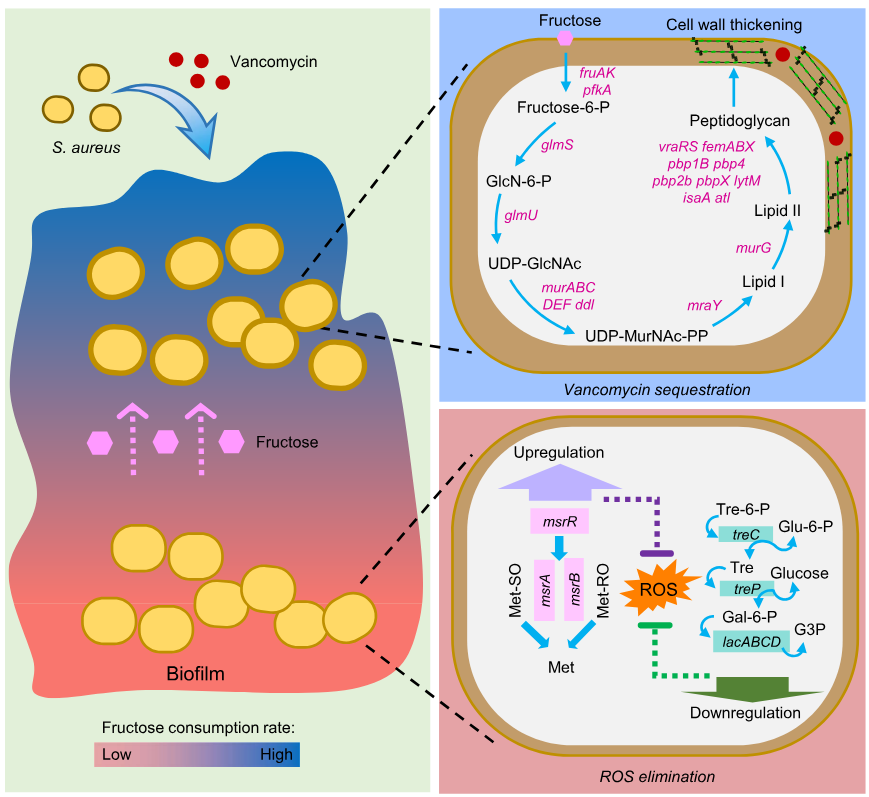 Vancomycin
S. aureus
Fructose
Biofilm
Fructose consumption rate:
Low High
Fructose
Cell wall thickening
fruAK
pfkA
Fructose-6-P
glmS
GlcN-6-P
glmU
UDP-GlcNAc
murABC
DEF ddl
UDP-MurNAc-PP
mraY
Lipid I
murG
Lipid II
vraRS femABX
pbp1B pbp4
pbp2b pbpX lytM
isaA atl
Peptidoglycan
Vancomycin sequestration
Upregulation
msrR
Met-SO
msrA
msrB
Met-RO
Met
ROS
Tre-6-P
treC
Glu-6-P
Tre
treP
Glucose
Gal-6-P
lacABCD
G3P
Downregulation
ROS elimination